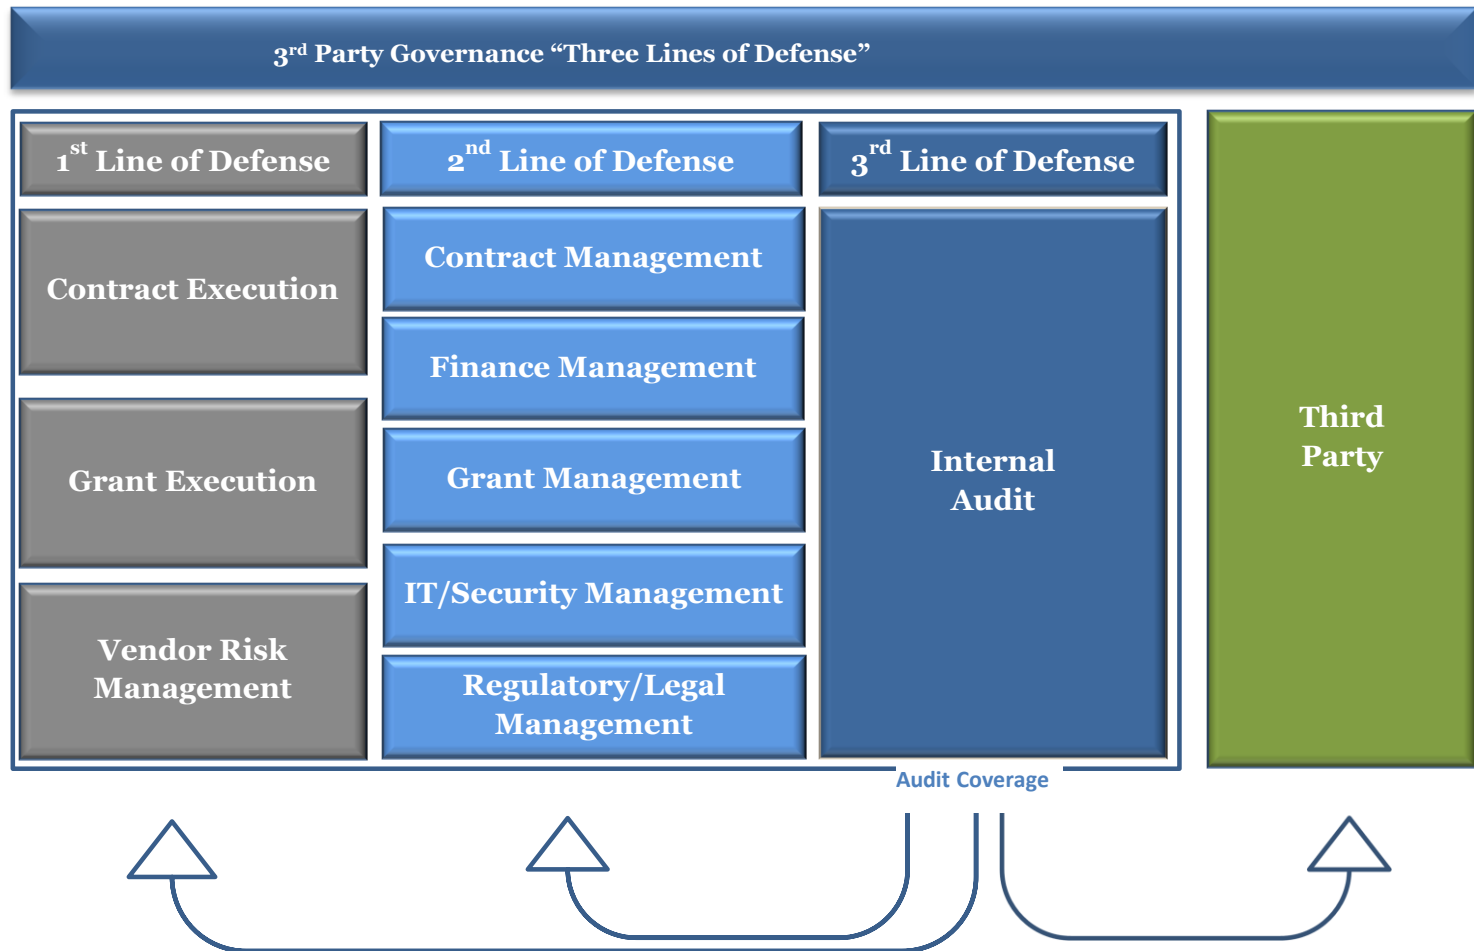 3rd Party Governance “Three Lines of Defense”
1st Line of Defense
2nd Line of Defense
3rd Line of Defense
Contract Execution
Grant Execution
Vendor Risk
Management
Contract Management
Finance Management
Grant Management
IT/Security Management
Regulatory/Legal
Management
Internal
Audit
Third
Party
Audit Coverage